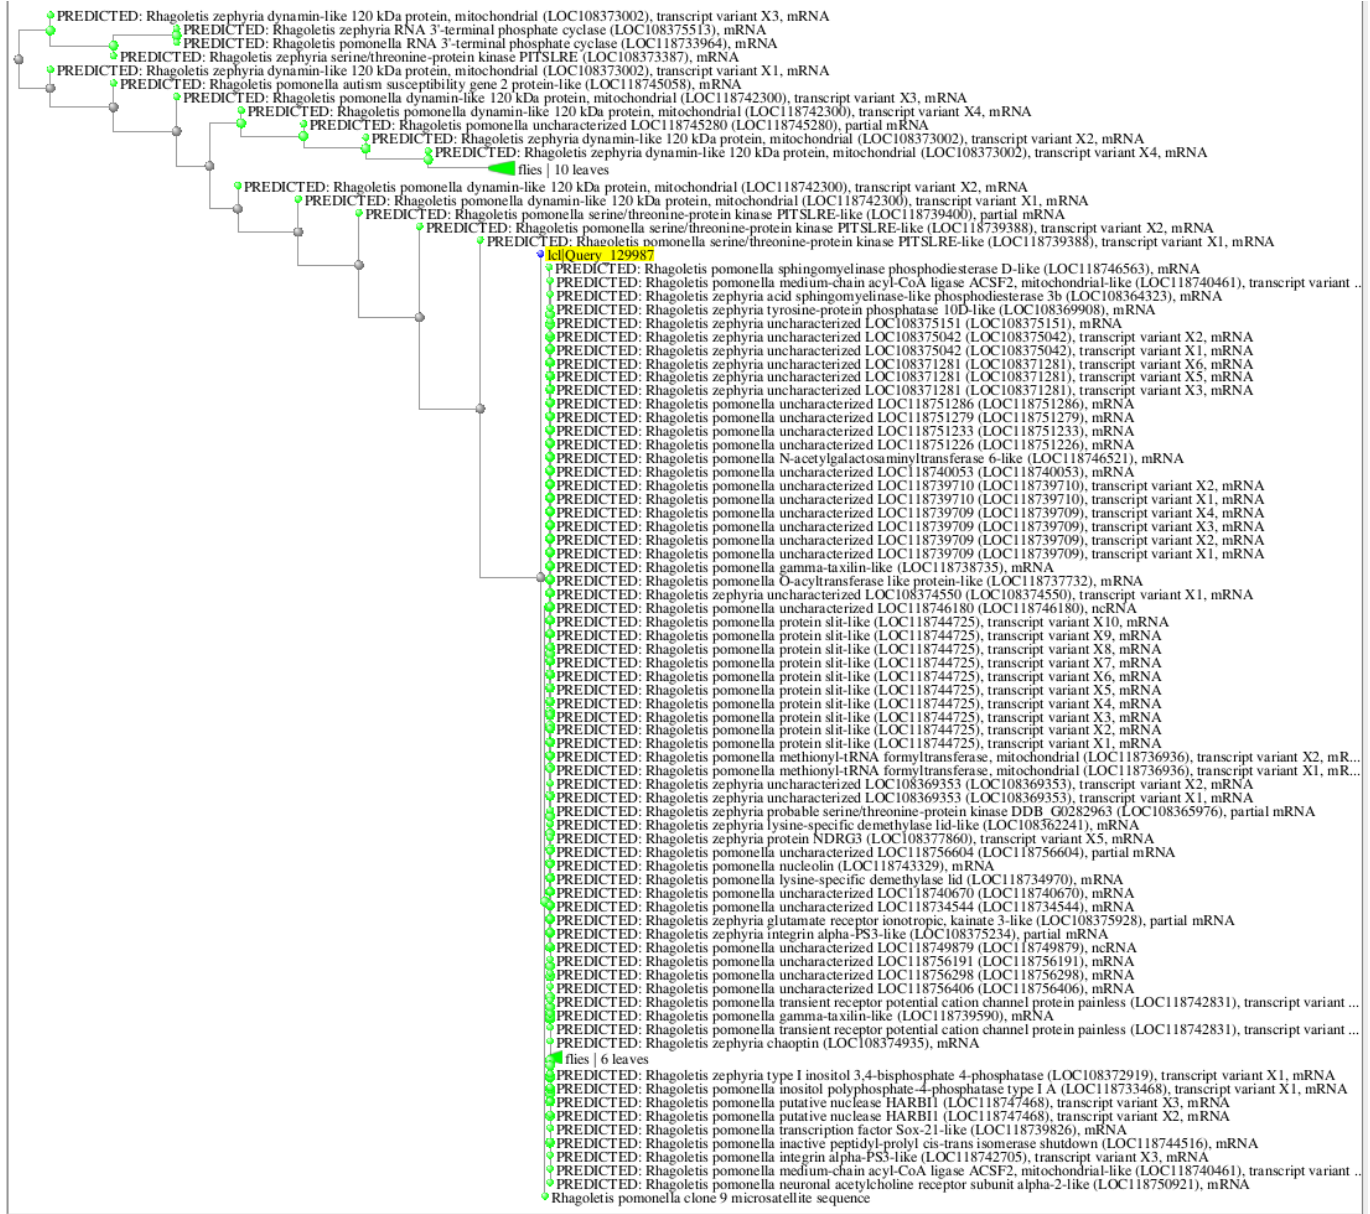 PREDICTED: Rhagoletis zephyria dynamin-like 120 kDa protein, mitochondrial (LOC108373002), transcript variant X3, mRNA
PREDICTED: Rhagoletis zephyria RNA 3'-terminal phosphate cyclase (LOC108375513), mRNA
PREDICTED: Rhagoletis pomonella RNA 3'-terminal phosphate cyclase (LOC118733964), mRNA
PREDICTED: Rhagoletis zephyria serine/threonine-protein kinase PITSLRE (LOC108373387), mRNA
PREDICTED: Rhagoletis zephyria dynamin-like 120 kDa protein, mitochondrial (LOC108373002), transcript variant X1, mRNA
PREDICTED: Rhagoletis pomonella autism susceptibility gene 2 protein-like (LOC118745058), mRNA
PREDICTED: Rhagoletis pomonella dynamin-like 120 kDa protein, mitochondrial (LOC118742300), transcript variant X3, mRNA
PREDICTED: Rhagoletis pomonella dynamin-like 120 kDa protein, mitochondrial (LOC118742300), transcript variant X4, mRNA
PREDICTED: Rhagoletis pomonella uncharacterized LOC118745280 (LOC118745280), partial mRNA
PREDICTED: Rhagoletis zephyria dynamin-like 120 kDa protein, mitochondrial (LOC108373002), transcript variant X2, mRNA
PREDICTED: Rhagoletis zephyria dynamin-like 120 kDa protein, mitochondrial (LOC108373002), transcript variant X4, mRNA
flies | 10 leaves
PREDICTED: Rhagoletis pomonella dynamin-like 120 kDa protein, mitochondrial (LOC118742300), transcript variant X2, mRNA
PREDICTED: Rhagoletis pomonella dynamin-like 120 kDa protein, mitochondrial (LOC118742300), transcript variant X1, mRNA
PREDICTED: Rhagoletis pomonella serine/threonine-protein kinase PITSLRE-like (LOC118739400), partial mRNA
PREDICTED: Rhagoletis pomonella serine/threonine-protein kinase PITSLRE-like (LOC118739388), transcript variant X2, mRNA
PREDICTED: Rhagoletis pomonella serine/threonine-protein kinase PITSLRE-like (LOC118739388), transcript variant X1, mRNA
lcl|Query_129987
PREDICTED: Rhagoletis pomonella sphingomyelinase phosphodiesterase D-like (LOC118746563), mRNA
PREDICTED: Rhagoletis pomonella medium-chain acyl-CoA ligase ACSF2, mitochondrial-like (LOC118740461), transcript variant ...
PREDICTED: Rhagoletis zephyria acid sphingomyelinase-like phosphodiesterase 3b (LOC108364323), mRNA
PREDICTED: Rhagoletis zephyria tyrosine-protein phosphatase 10D-like (LOC108369908), mRNA
PREDICTED: Rhagoletis zephyria uncharacterized LOC108375151 (LOC108375151), mRNA
PREDICTED: Rhagoletis zephyria uncharacterized LOC108375042 (LOC108375042), transcript variant X2, mRNA
PREDICTED: Rhagoletis zephyria uncharacterized LOC108375042 (LOC108375042), transcript variant X1, mRNA
PREDICTED: Rhagoletis zephyria uncharacterized LOC108371281 (LOC108371281), transcript variant X6, mRNA
PREDICTED: Rhagoletis zephyria uncharacterized LOC108371281 (LOC108371281), transcript variant X5, mRNA
PREDICTED: Rhagoletis zephyria uncharacterized LOC108371281 (LOC108371281), transcript variant X3, mRNA
PREDICTED: Rhagoletis pomonella uncharacterized LOC118751286 (LOC118751286), mRNA
PREDICTED: Rhagoletis pomonella uncharacterized LOC118751279 (LOC118751279), mRNA
PREDICTED: Rhagoletis pomonella uncharacterized LOC118751233 (LOC118751233), mRNA
PREDICTED: Rhagoletis pomonella uncharacterized LOC118751226 (LOC118751226), mRNA
PREDICTED: Rhagoletis pomonella N-acetylgalactosaminyltransferase 6-like (LOC118746521), mRNA
PREDICTED: Rhagoletis pomonella uncharacterized LOC118740053 (LOC118740053), mRNA
PREDICTED: Rhagoletis pomonella uncharacterized LOC118739710 (LOC118739710), transcript variant X2, mRNA
PREDICTED: Rhagoletis pomonella uncharacterized LOC118739710 (LOC118739710), transcript variant X1, mRNA
PREDICTED: Rhagoletis pomonella uncharacterized LOC118739709 (LOC118739709), transcript variant X4, mRNA
PREDICTED: Rhagoletis pomonella uncharacterized LOC118739709 (LOC118739709), transcript variant X3, mRNA
PREDICTED: Rhagoletis pomonella uncharacterized LOC118739709 (LOC118739709), transcript variant X2, mRNA
PREDICTED: Rhagoletis pomonella uncharacterized LOC118739709 (LOC118739709), transcript variant X1, mRNA
PREDICTED: Rhagoletis pomonella gamma-taxilin-like (LOC118738735), mRNA
PREDICTED: Rhagoletis pomonella O-acyltransferase like protein-like (LOC118737732), mRNA
PREDICTED: Rhagoletis zephyria uncharacterized LOC108374550 (LOC108374550), transcript variant X1, mRNA
PREDICTED: Rhagoletis pomonella uncharacterized LOC118746180 (LOC118746180), ncRNA
PREDICTED: Rhagoletis pomonella protein slit-like (LOC118744725), transcript variant X10, mRNA
PREDICTED: Rhagoletis pomonella protein slit-like (LOC118744725), transcript variant X9, mRNA
PREDICTED: Rhagoletis pomonella protein slit-like (LOC118744725), transcript variant X8, mRNA
PREDICTED: Rhagoletis pomonella protein slit-like (LOC118744725), transcript variant X7, mRNA
PREDICTED: Rhagoletis pomonella protein slit-like (LOC118744725), transcript variant X6, mRNA
PREDICTED: Rhagoletis pomonella protein slit-like (LOC118744725), transcript variant X5, mRNA
PREDICTED: Rhagoletis pomonella protein slit-like (LOC118744725), transcript variant X4, mRNA
PREDICTED: Rhagoletis pomonella protein slit-like (LOC118744725), transcript variant X3, mRNA
PREDICTED: Rhagoletis pomonella protein slit-like (LOC118744725), transcript variant X2, mRNA
PREDICTED: Rhagoletis pomonella protein slit-like (LOC118744725), transcript variant X1, mRNA
PREDICTED: Rhagoletis pomonella methionyl-tRNA formyltransferase, mitochondrial (LOC118736936), transcript variant X2, mR...
PREDICTED: Rhagoletis pomonella methionyl-tRNA formyltransferase, mitochondrial (LOC118736936), transcript variant X1, mR...
PREDICTED: Rhagoletis zephyria uncharacterized LOC108369353 (LOC108369353), transcript variant X2, mRNA
PREDICTED: Rhagoletis zephyria uncharacterized LOC108369353 (LOC108369353), transcript variant X1, mRNA
PREDICTED: Rhagoletis zephyria probable serine/threonine-protein kinase DDB_G0282963 (LOC108365976), partial mRNA
PREDICTED: Rhagoletis zephyria lysine-specific demethylase lid-like (LOC108362241), mRNA
PREDICTED: Rhagoletis zephyria protein NDRG3 (LOC108377860), transcript variant X5, mRNA
PREDICTED: Rhagoletis pomonella uncharacterized LOC118756604 (LOC118756604), partial mRNA
PREDICTED: Rhagoletis pomonella nucleolin (LOC118743329), mRNA
PREDICTED: Rhagoletis pomonella lysine-specific demethylase lid (LOC118734970), mRNA
PREDICTED: Rhagoletis pomonella uncharacterized LOC118740670 (LOC118740670), mRNA
PREDICTED: Rhagoletis pomonella uncharacterized LOC118734544 (LOC118734544), mRNA
PREDICTED: Rhagoletis zephyria glutamate receptor ionotropic, kainate 3-like (LOC108375928), partial mRNA
PREDICTED: Rhagoletis zephyria integrin alpha-PS3-like (LOC108375234), partial mRNA
PREDICTED: Rhagoletis pomonella uncharacterized LOC118749879 (LOC118749879), ncRNA
PREDICTED: Rhagoletis pomonella uncharacterized LOC118756191 (LOC118756191), mRNA
PREDICTED: Rhagoletis pomonella uncharacterized LOC118756298 (LOC118756298), mRNA
PREDICTED: Rhagoletis pomonella uncharacterized LOC118756406 (LOC118756406), mRNA
PREDICTED: Rhagoletis pomonella transient receptor potential cation channel protein painless (LOC118742831), transcript variant ...
PREDICTED: Rhagoletis pomonella gamma-taxilin-like (LOC118739590), mRNA
PREDICTED: Rhagoletis pomonella transient receptor potential cation channel protein painless (LOC118742831), transcript variant ...
PREDICTED: Rhagoletis zephyria chaoptin (LOC108374935), mRNA
flies | 6 leaves
PREDICTED: Rhagoletis zephyria type I inositol 3,4-bisphosphate 4-phosphatase (LOC108372919), transcript variant X1, mRNA
PREDICTED: Rhagoletis pomonella inositol polyphosphate-4-phosphatase type I A (LOC118733468), transcript variant X1, mRNA
PREDICTED: Rhagoletis pomonella putative nuclease HARBI1 (LOC118747468), transcript variant X3, mRNA
PREDICTED: Rhagoletis pomonella putative nuclease HARBI1 (LOC118747468), transcript variant X2, mRNA
PREDICTED: Rhagoletis pomonella transcription factor Sox-21-like (LOC118739826), mRNA
PREDICTED: Rhagoletis pomonella inactive peptidyl-prolyl cis-trans isomerase shutdown (LOC118744516), mRNA
PREDICTED: Rhagoletis pomonella integrin alpha-PS3-like (LOC118742705), transcript variant X3, mRNA
PREDICTED: Rhagoletis pomonella medium-chain acyl-CoA ligase ACSF2, mitochondrial-like (LOC118740461), transcript variant ...
PREDICTED: Rhagoletis pomonella neuronal acetylcholine receptor subunit alpha-2-like (LOC118750921), mRNA
Rhagoletis pomonella clone 9 microsatellite sequence